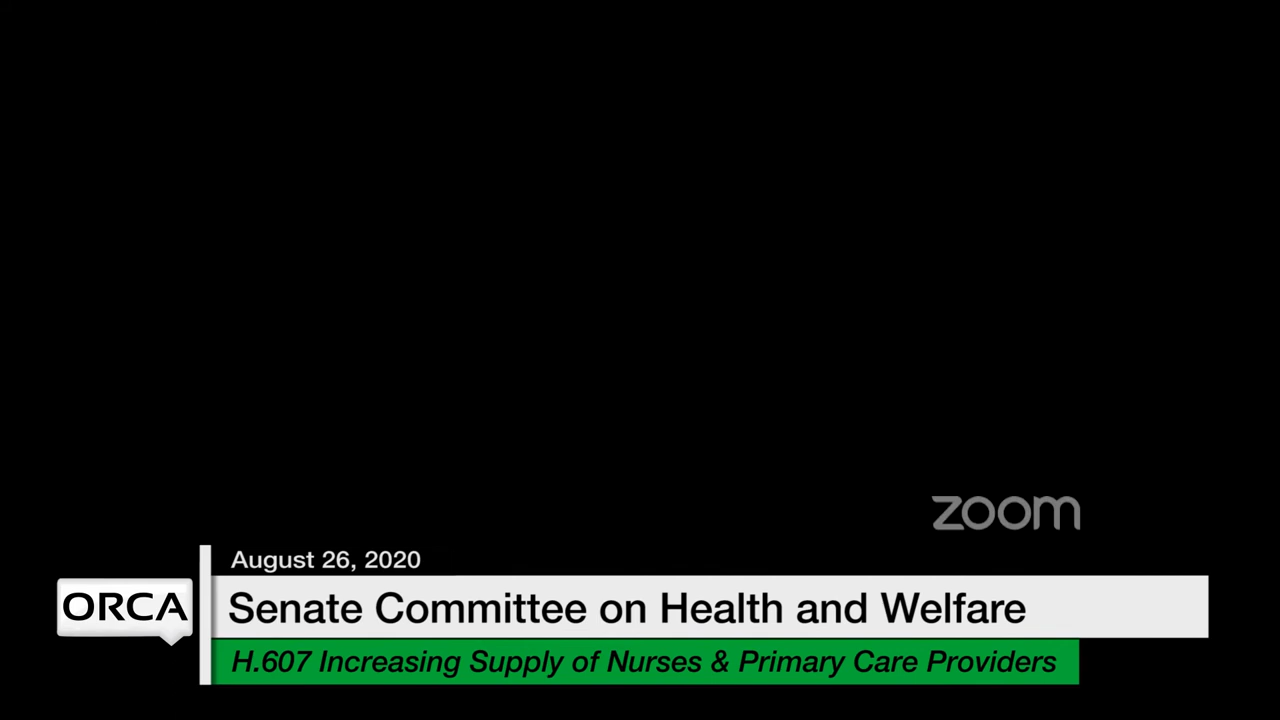 zoom
August 26, 2020
ORCA
Senate Committee on Health and Welfare
H.607 Increasing Supply of Nurses & Primary Care Providers